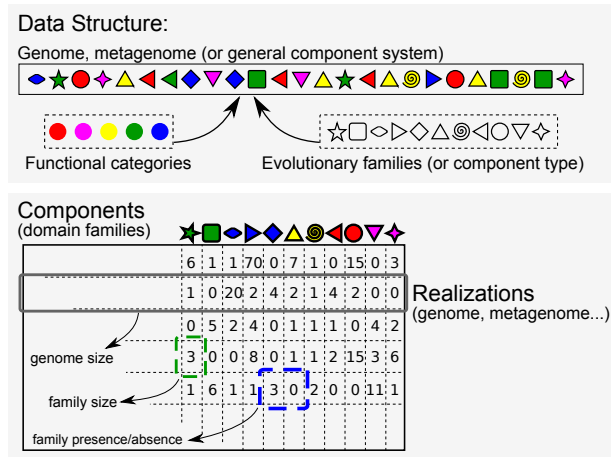 Data Structure:
Genome, metagenome (or general component system)
Functional categories
Evolutionary families (or component type)
Components
(domain families)
6 1 1 70 0 7 1 0 15 0 3
1 0 20 2 4 2 1 4 2 0 0
Realizations
(genome, metagenome...)
0 5 2 4 0 1 1 1 0 4 2
genome size
3 0 0 8 0 1 1 2 15 3 6
family size
1 6 1 1 3 0 2 0 0 11 1
family presence/absence